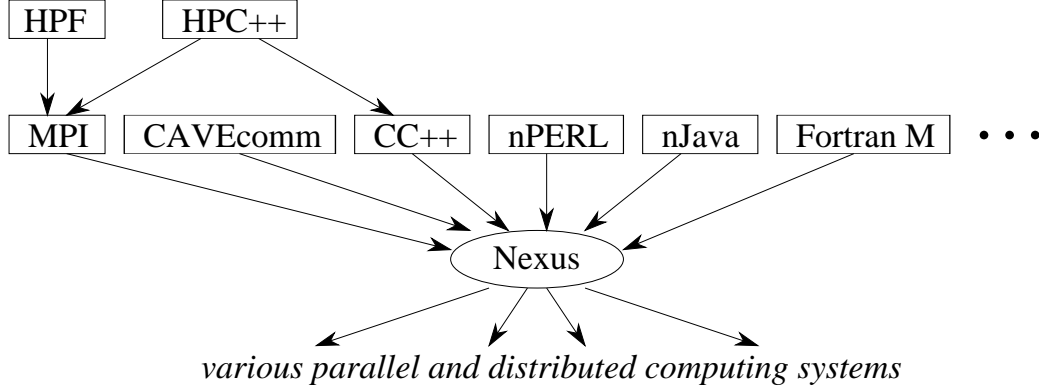 HPF HPC++
MPI CAVEcomm CC++ nPERL nJava Fortran M • • •
Nexus
various parallel and distributed computing systems